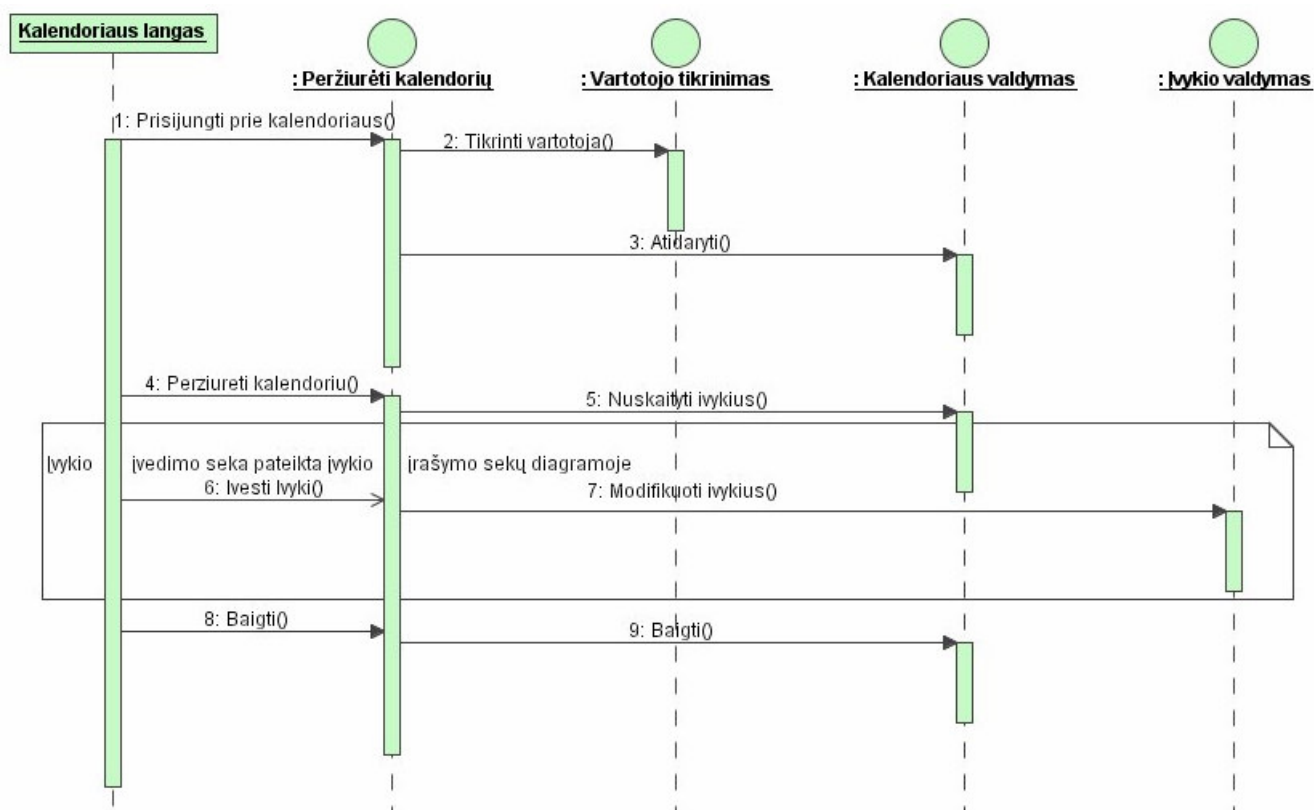 Kalendoriaus langas
: Peržiurėti kalendorių
: Vartotojo tikrinimas
: Kalendoriaus valdymas
: Įvykio valdymas
1: Prisijungti prie kalendoriaus()
2: Tikrinti vartotoja()
3: Atidaryti()
4: Perziureti kalendoriu()
5: Nuskaityti ivykius()
Įvykio įvedimo seka pateikta įvykio įrašymo sekų diagramoje
6: Ivesti Ivyki()
7: Modifikuoti ivykius()
8: Baigti()
9: Baigti()